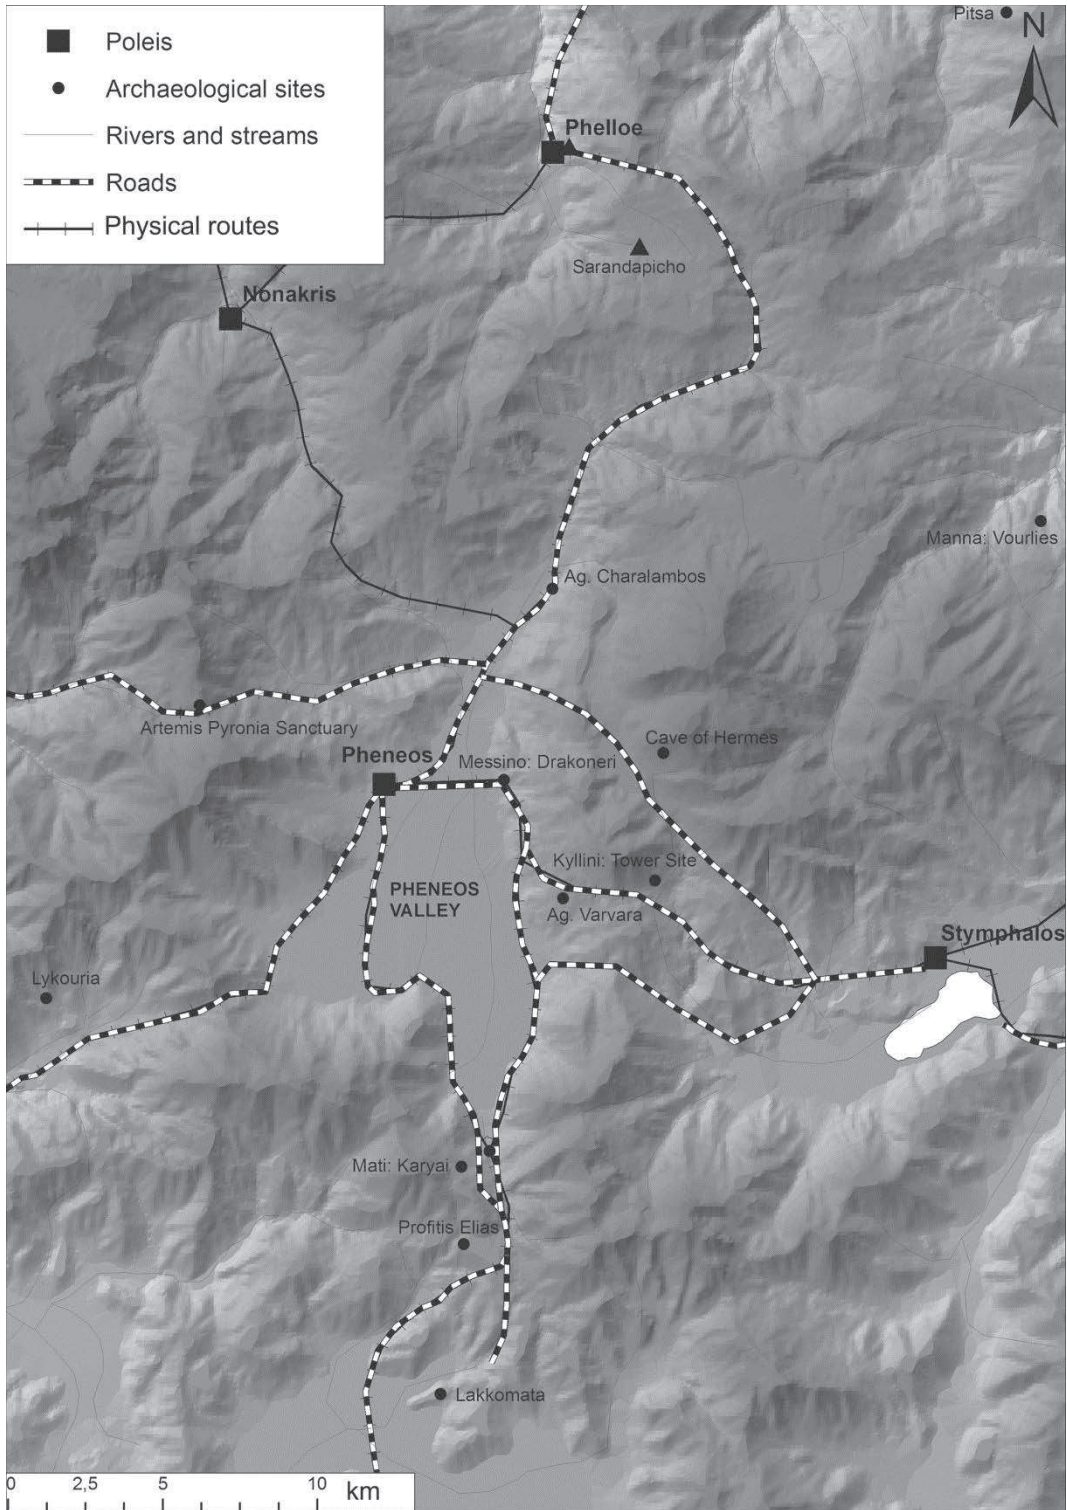 Poleis
Archaeological sites
Rivers and streams
Roads
Physical routes
Pitsa
N
Phelloe
Sarandapicho
Nonakris
Manna: Vourlies
Ag. Charalambos
Artemis Pyronia Sanctuary
Cave of Hermes
Pheneos
Messino: Drakoneri
Kyllini: Tower Site
PHENEOS
VALLEY
Ag. Varvara
Stymphalos
Lykouria
Mati: Karyai
Profitis Elias
Lakkomata
0 2,5 5 10 km